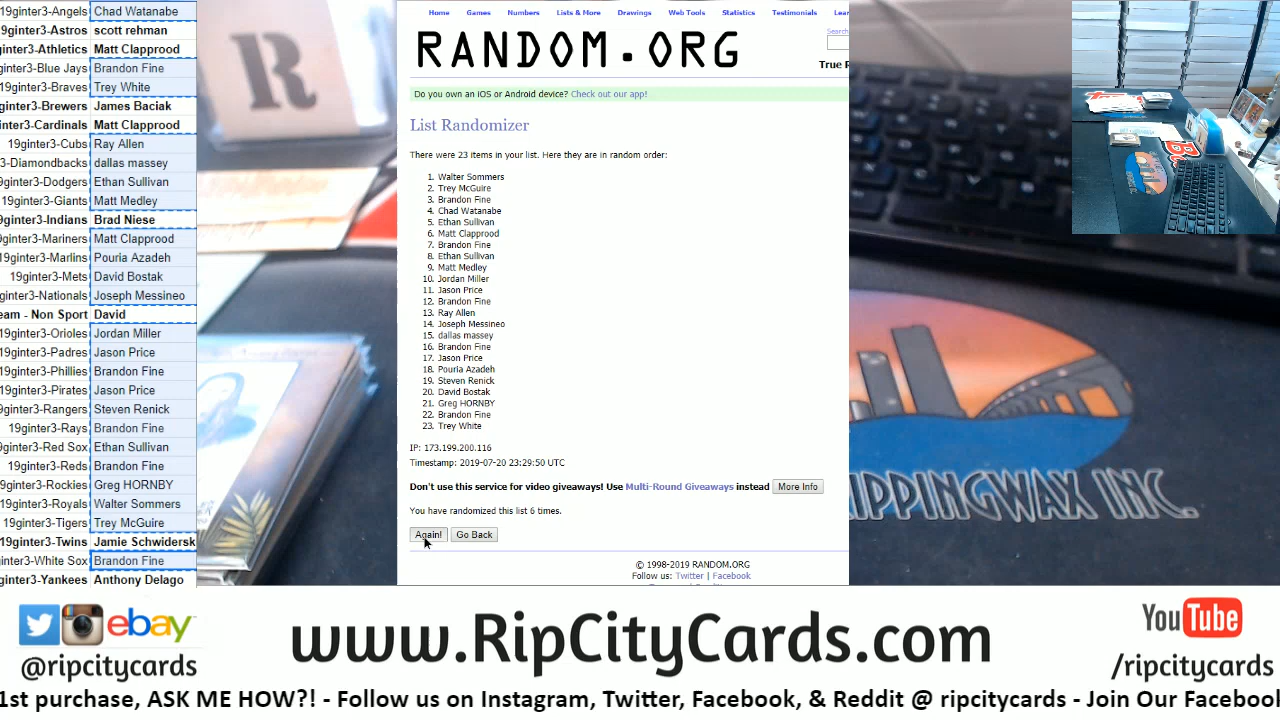 19ginter3-Angels Chad Watanabe
19ginter3-Astros scott rehman
ginter3-Athletics Matt Clapprood
ginter3-Blue Jays Brandon Fine
19ginter3-Braves Trey White
ginter3-Brewers James Baciak
inter3-Cardinals Matt Clapprood
19ginter3-Cubs Ray Allen
3-Diamondbacks dallas massey
ginter3-Dodgers Ethan Sullivan
19ginter3-Giants Matt Medley
9ginter3-Indians Brad Niese
ginter3-Mariners Matt Clapprood
ginter3-Marlins Pouria Azadeh
19ginter3-Mets David Bostak
ginter3-Nationals Joseph Messineo
eam - Non Sport David
19ginter3-Orioles Jordan Miller
19ginter3-Padres Jason Price
19ginter3-Phillies Brandon Fine
19ginter3-Pirates Jason Price
9ginter3-Rangers Steven Renick
19ginter3-Rays Brandon Fine
ginter3-Red Sox Ethan Sullivan
19ginter3-Reds Brandon Fine
9ginter3-Rockies Greg HORNBY
19ginter3-Royals Walter Sommers
19ginter3-Tigers Trey McGuire
19ginter3-Twins Jamie Schwidersk
ginter3-White Sox Brandon Fine
ginter3-Yankees Anthony Delago
R
Home Games Numbers Lists & More Drawings Web Tools Statistics Testimonials Lear
Search
RANDOM.ORG
True R
Do you own an iOS or Android device? Check out our app!
List Randomizer
There were 23 items in your list. Here they are in random order:
1. Walter Sommers
2. Trey McGuire
3. Brandon Fine
4. Chad Watanabe
5. Ethan Sullivan
6. Matt Clapprood
7. Brandon Fine
8. Ethan Sullivan
9. Matt Medley
10. Jordan Miller
11. Jason Price
12. Brandon Fine
13. Ray Allen
14. Joseph Messineo
15. dallas massey
16. Brandon Fine
17. Jason Price
18. Pouria Azadeh
19. Steven Renick
20. David Bostak
21. Greg HORNBY
22. Brandon Fine
23. Trey White
IP: 173.199.200.116
Timestamp: 2019-07-20 23:29:50 UTC
Don't use this service for video giveaways! Use Multi-Round Giveaways instead More Info
You have randomized this list 6 times.
Again! Go Back
© 1998-2019 RANDOM.ORG
Follow us: Twitter | Facebook
IPPINGWAX INC.
ebay
@ripcitycards
www.RipCityCards.com
YouTube
/ripcitycards
1st purchase, ASK ME HOW?! - Follow us on Instagram, Twitter, Facebook, & Reddit @ ripcitycards - Join Our Facebool